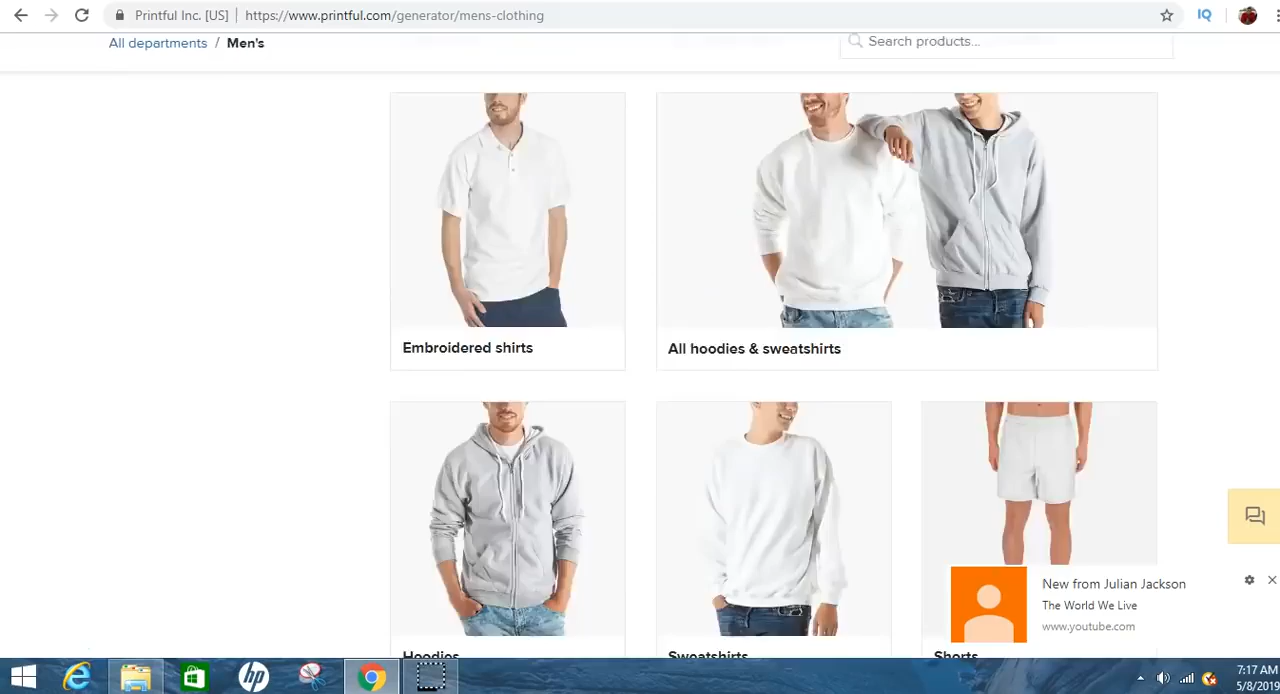 Printful Inc. [US] | https://www.printful.com/generator/mens-clothing
IQ
All departments / Men's
Search products...
Embroidered shirts
All hoodies & sweatshirts
Hoodies
Sweatshirts
Shorts
New from Julian Jackson
The World We Live
www.youtube.com
hp
7:17 AM
5/8/2019